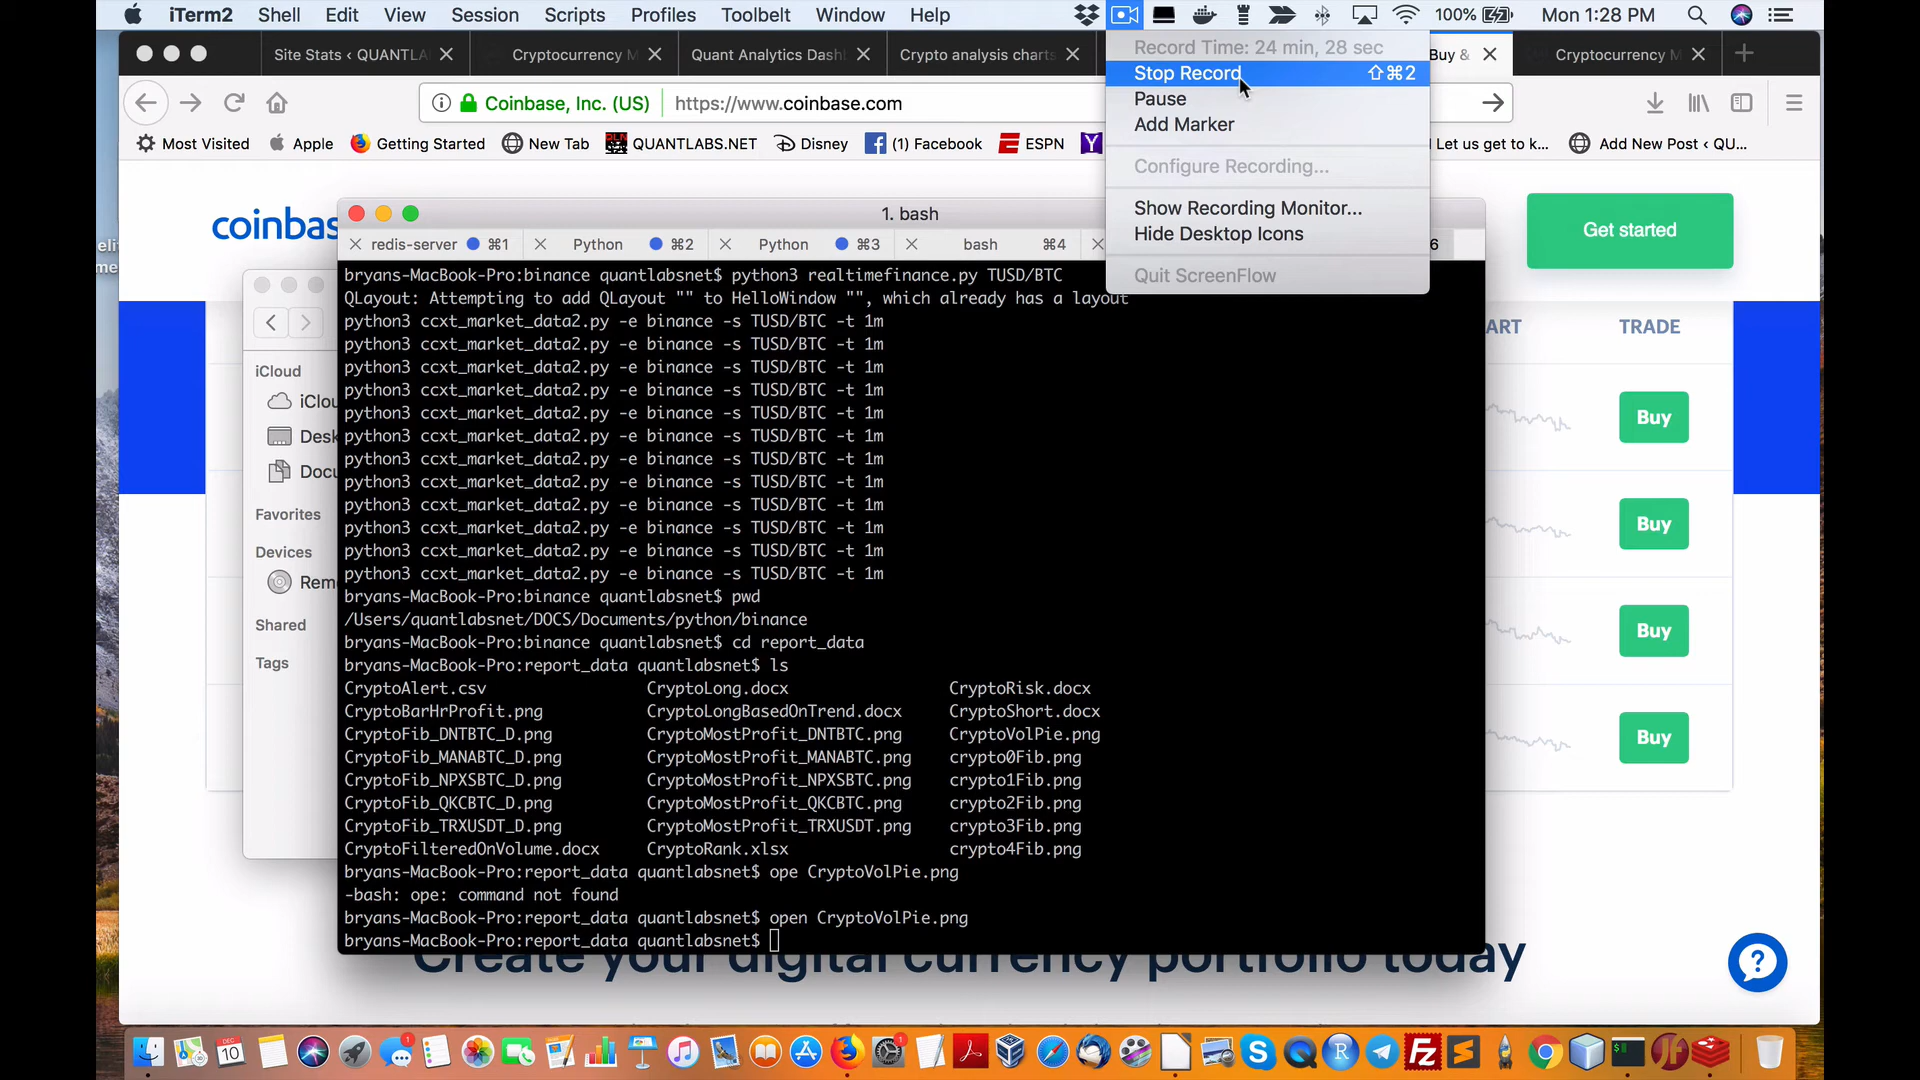 iTerm2 Shell Edit View Session Scripts Profiles Toolbelt Window Help 100% Mon 1:28 PM
Site Stats ‹ QUANTLA Cryptocurrency M Quant Analytics Dash Crypto analysis charts Buy & Cryptocurrency M
Record Time: 24 min, 28 sec
Stop Record ⇧⌘2
Pause
Add Marker
Configure Recording...
Show Recording Monitor...
Hide Desktop Icons
Quit ScreenFlow
Coinbase, Inc. (US) https://www.coinbase.com
Most Visited Apple Getting Started New Tab QUANTLABS.NET Disney (1) Facebook ESPN Let us get to k... Add New Post ‹ QU...
coinbas
Get started
elit
me
1. bash
redis-server ⌘1 Python ⌘2 Python ⌘3 bash ⌘4 6
ART TRADE
Buy
Buy
Buy
Buy
iCloud
iClou
Desk
Docu
Favorites
Devices
Rem
Shared
Tags
bryans-MacBook-Pro:binance quantlabsnet$ python3 realtimefinance.py TUSD/BTC
QLayout: Attempting to add QLayout "" to HelloWindow "", which already has a layout
python3 ccxt_market_data2.py -e binance -s TUSD/BTC -t 1m
python3 ccxt_market_data2.py -e binance -s TUSD/BTC -t 1m
python3 ccxt_market_data2.py -e binance -s TUSD/BTC -t 1m
python3 ccxt_market_data2.py -e binance -s TUSD/BTC -t 1m
python3 ccxt_market_data2.py -e binance -s TUSD/BTC -t 1m
python3 ccxt_market_data2.py -e binance -s TUSD/BTC -t 1m
python3 ccxt_market_data2.py -e binance -s TUSD/BTC -t 1m
python3 ccxt_market_data2.py -e binance -s TUSD/BTC -t 1m
python3 ccxt_market_data2.py -e binance -s TUSD/BTC -t 1m
python3 ccxt_market_data2.py -e binance -s TUSD/BTC -t 1m
python3 ccxt_market_data2.py -e binance -s TUSD/BTC -t 1m
python3 ccxt_market_data2.py -e binance -s TUSD/BTC -t 1m
bryans-MacBook-Pro:binance quantlabsnet$ pwd
/Users/quantlabsnet/DOCS/Documents/python/binance
bryans-MacBook-Pro:binance quantlabsnet$ cd report_data
bryans-MacBook-Pro:report_data quantlabsnet$ ls
CryptoAlert.csv CryptoLong.docx CryptoRisk.docx
CryptoBarHrProfit.png CryptoLongBasedOnTrend.docx CryptoShort.docx
CryptoFib_DNTBTC_D.png CryptoMostProfit_DNTBTC.png CryptoVolPie.png
CryptoFib_MANABTC_D.png CryptoMostProfit_MANABTC.png crypto0Fib.png
CryptoFib_NPXSBTC_D.png CryptoMostProfit_NPXSBTC.png crypto1Fib.png
CryptoFib_QKCBTC_D.png CryptoMostProfit_QKCBTC.png crypto2Fib.png
CryptoFib_TRXUSDT_D.png CryptoMostProfit_TRXUSDT.png crypto3Fib.png
CryptoFilteredOnVolume.docx CryptoRank.xlsx crypto4Fib.png
bryans-MacBook-Pro:report_data quantlabsnet$ ope CryptoVolPie.png
-bash: ope: command not found
bryans-MacBook-Pro:report_data quantlabsnet$ open CryptoVolPie.png
bryans-MacBook-Pro:report_data quantlabsnet$
Create your digital currency portfolio today